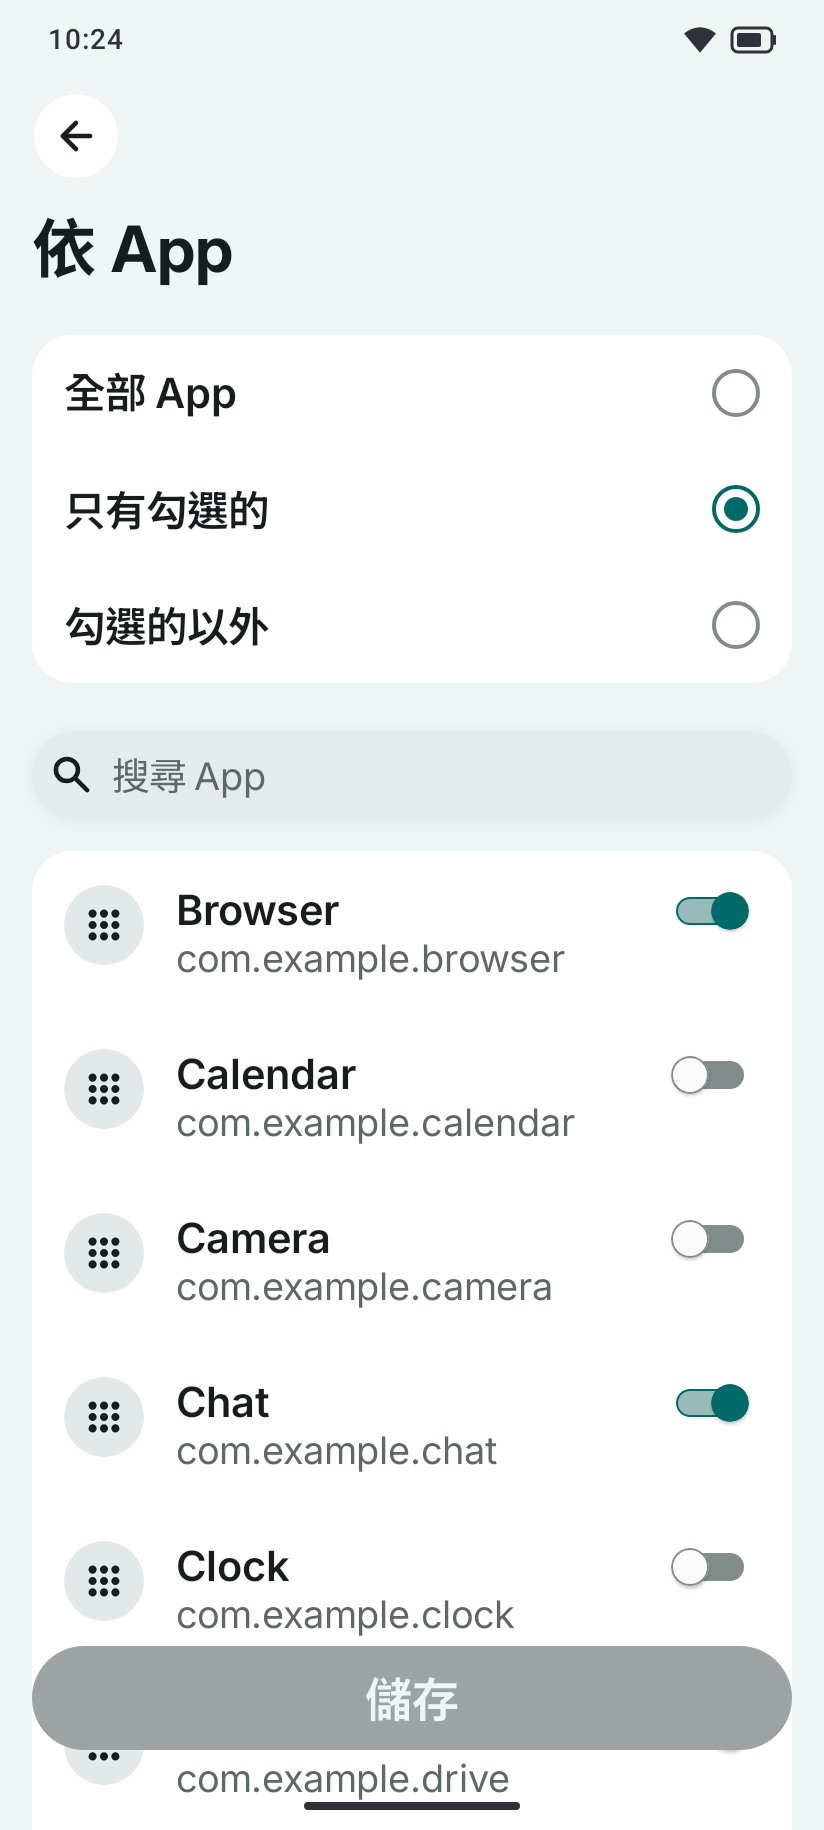 10:24
依 App
全部 App
只有勾選的
勾選的以外
搜尋 App
Browser
com.example.browser
Calendar
com.example.calendar
Camera
com.example.camera
Chat
com.example.chat
Clock
com.example.clock
儲存
com.example.drive